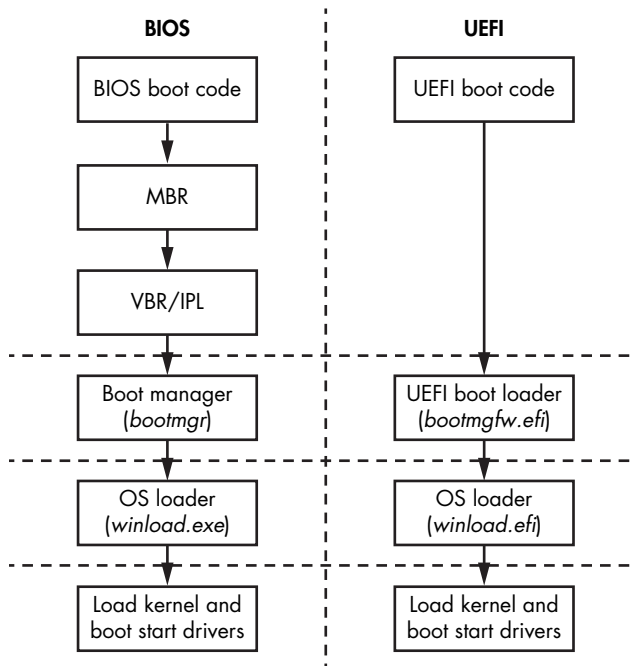 BIOS
UEFI
BIOS boot code
UEFI boot code
MBR
VBR/IPL
Boot manager
(bootmgr)
UEFI boot loader
(bootmgfw.efi)
OS loader
(winload.exe)
OS loader
(winload.efi)
Load kernel and
boot start drivers
Load kernel and
boot start drivers